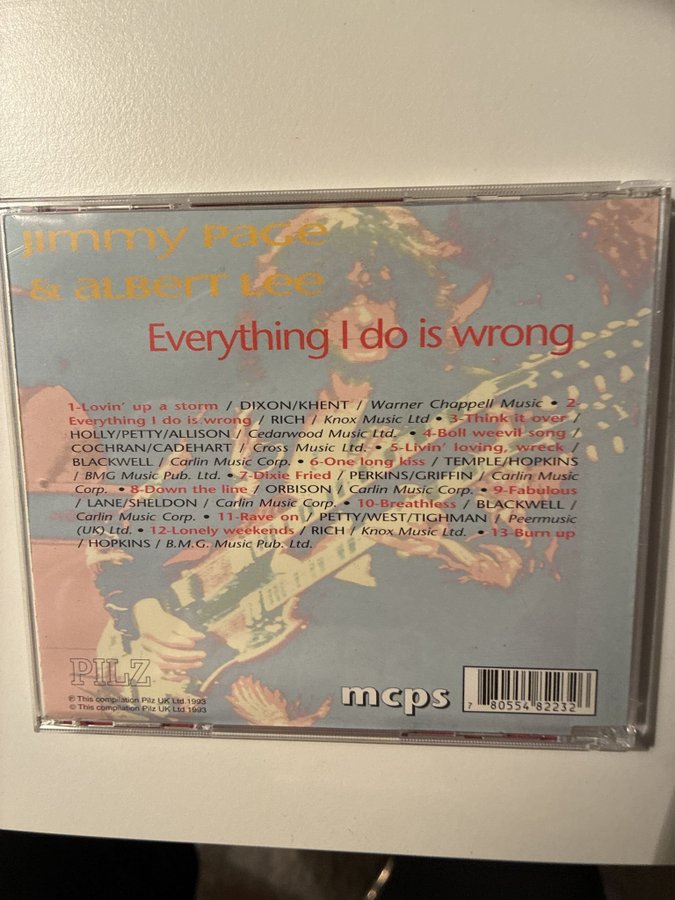 Jimmy Page
& Albert Lee
Everything I do is wrong
1-Lovin' up a storm / DIXON/KHENT / Warner Chappell Music • 2-
Everything I do is wrong / RICH / Knox Music Ltd • 3-Think it over /
HOLLY/PETTY/ALLISON / Cedarwood Music Ltd. • 4-Boll weevil song /
COCHRAN/CADEHART / Cross Music Ltd. • 5-Livin' loving, wreck /
BLACKWELL / Carlin Music Corp. • 6-One long kiss / TEMPLE/HOPKINS
/ BMG Music Pub. Ltd. • 7-Dixie Fried / PERKINS/GRIFFIN / Carlin Music
Corp. • 8-Down the line / ORBISON / Carlin Music Corp. • 9-Fabulous
/ LANE/SHELDON / Carlin Music Corp. • 10-Breathless / BLACKWELL /
Carlin Music Corp. • 11-Rave on / PETTY/WEST/TIGHMAN / Peermusic
(UK) Ltd. • 12-Lonely weekends / RICH / Knox Music Ltd. • 13-Burn up
/ HOPKINS / B.M.G. Music Pub. Ltd.
PILZ
℗ This compilation Pilz UK Ltd.1993
© This compilation Pilz UK Ltd.1993
mcps
7 80554 82232